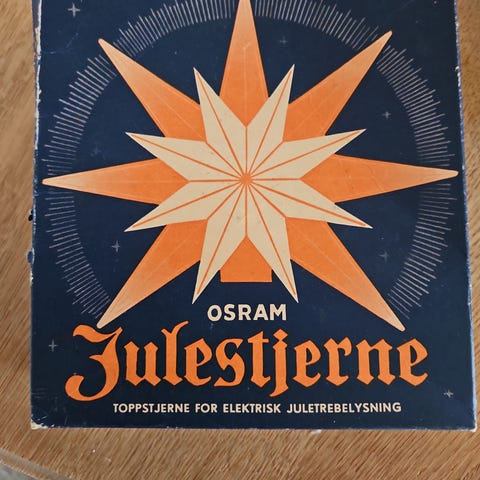 OSRAM
Julestjerne
TOPPSTJERNE FOR ELEKTRISK JULETREBELYSNING